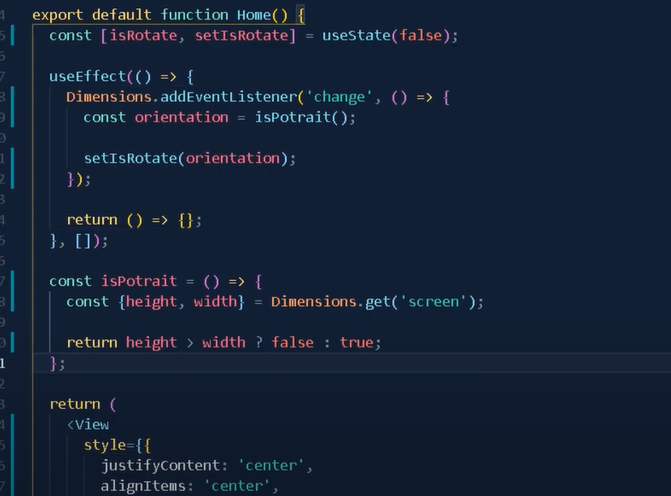 export default function Home() {
const [isRotate, setIsRotate] = useState(false);
useEffect(() => {
Dimensions.addEventListener('change', () => {
const orientation = isPotrait();
setIsRotate(orientation);
});
return () => {};
}, []);
const isPotrait = () => {
const {height, width} = Dimensions.get('screen');
return height > width ? false : true;
};
return (
<View
style={{
justifyContent: 'center',
alignItems: 'center',